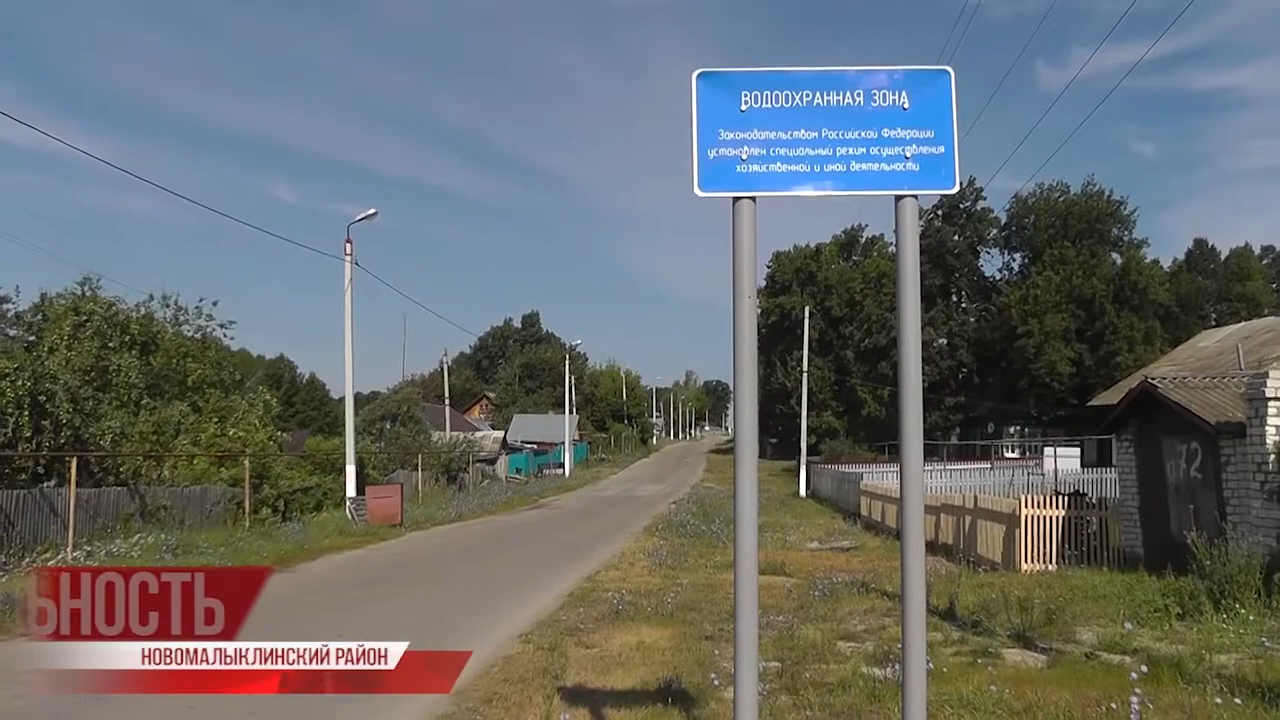 ВОДООХРАННАЯ ЗОНА
Законодательством Российской Федерации
установлен специальный режим осуществления
хозяйственной и иной деятельности
72
ЬНОСТЬ
НОВОМАЛЫКЛИНСКИЙ РАЙОН